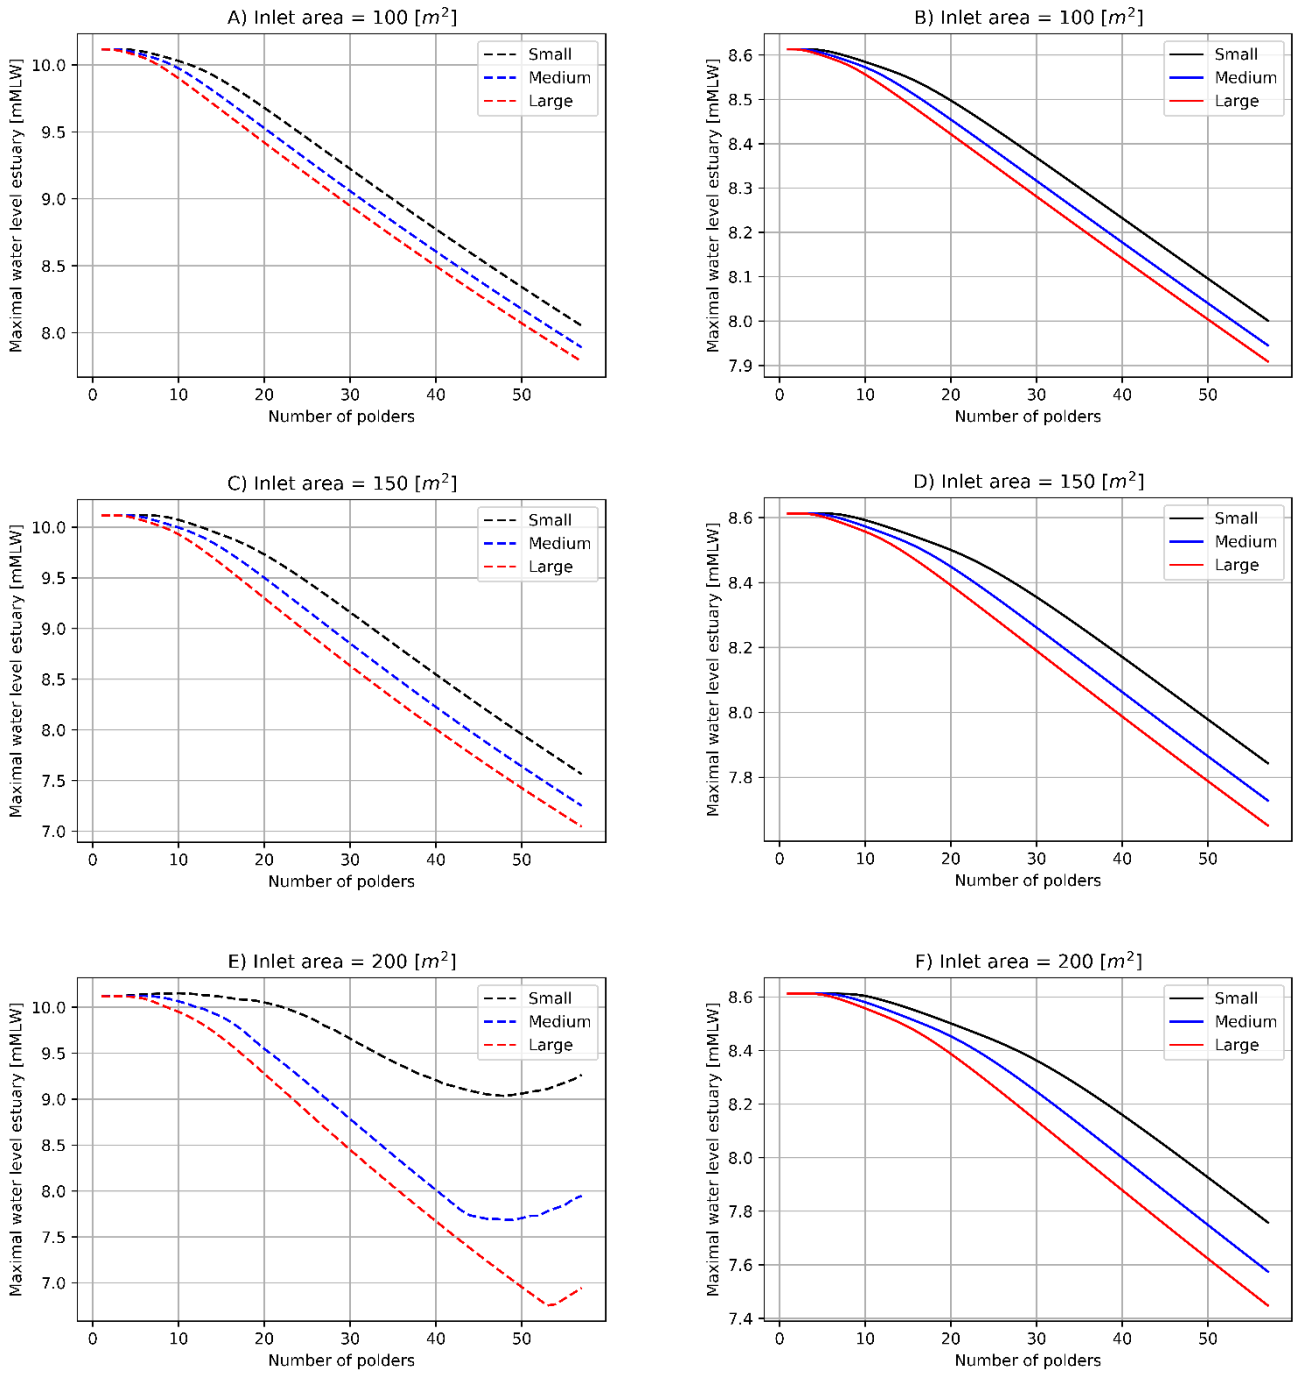 A) Inlet area = 100 [m²]
Maximal water level estuary [mMLW]
10.0
9.5
9.0
8.5
8.0
Small
Medium
Large
0 10 20 30 40 50
Number of polders
B) Inlet area = 100 [m²]
Maximal water level estuary [mMLW]
8.6
8.5
8.4
8.3
8.2
8.1
8.0
7.9
Small
Medium
Large
0 10 20 30 40 50
Number of polders
C) Inlet area = 150 [m²]
Maximal water level estuary [mMLW]
10.0
9.5
9.0
8.5
8.0
7.5
7.0
Small
Medium
Large
0 10 20 30 40 50
Number of polders
D) Inlet area = 150 [m²]
Maximal water level estuary [mMLW]
8.6
8.4
8.2
8.0
7.8
Small
Medium
Large
0 10 20 30 40 50
Number of polders
E) Inlet area = 200 [m²]
Maximal water level estuary [mMLW]
10.0
9.5
9.0
8.5
8.0
7.5
7.0
Small
Medium
Large
0 10 20 30 40 50
Number of polders
F) Inlet area = 200 [m²]
Maximal water level estuary [mMLW]
8.6
8.4
8.2
8.0
7.8
7.6
7.4
Small
Medium
Large
0 10 20 30 40 50
Number of polders